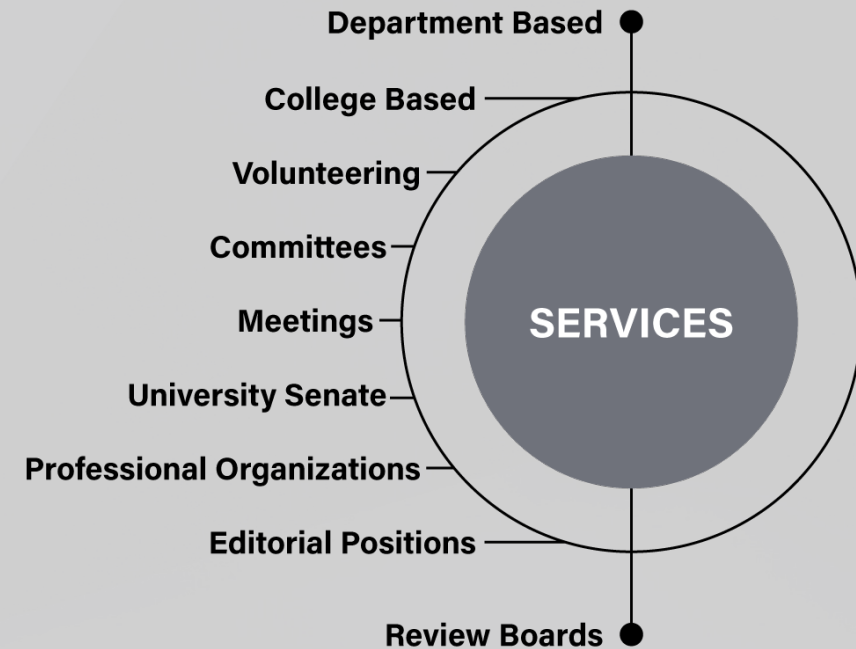 Department Based
College Based
Volunteering
Committees
Meetings
SERVICES
University Senate
Professional Organizations
Editorial Positions
Review Boards